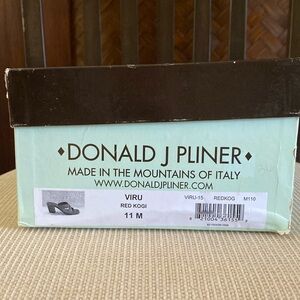 ♦DONALD J PLINER♦
MADE IN THE MOUNTAINS OF ITALY
WWW.DONALDJPLINER.COM
VIRU
RED KOGI
11 M
VIRU-15 REDKOG M110